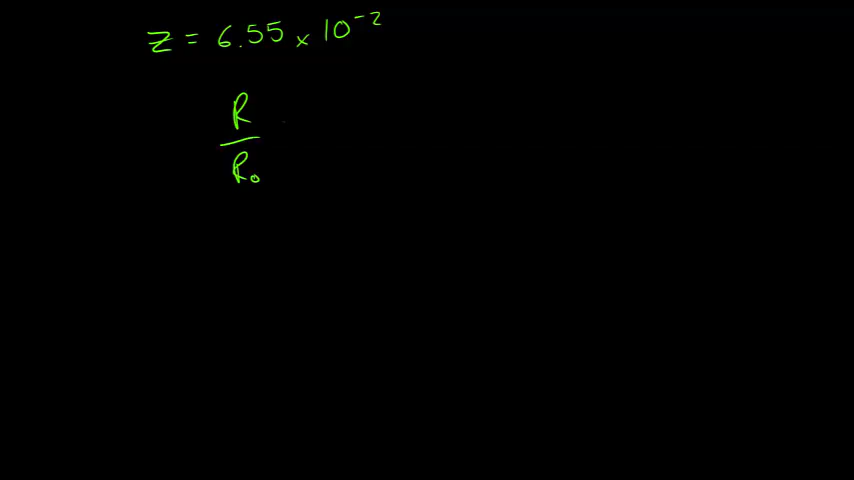 z = 6.55 × 10⁻²
R
R₀